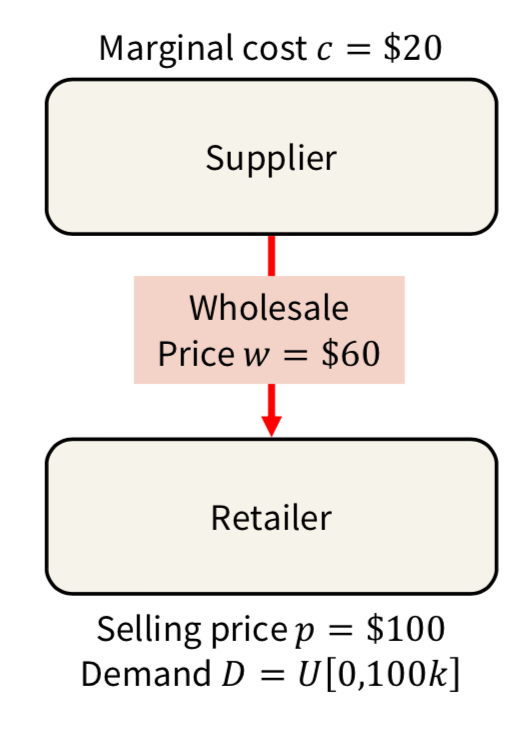 Marginal cost c = $20
Supplier
Wholesale
Price w = $60
Retailer
Selling price p = $100
Demand D = U[0,100k]